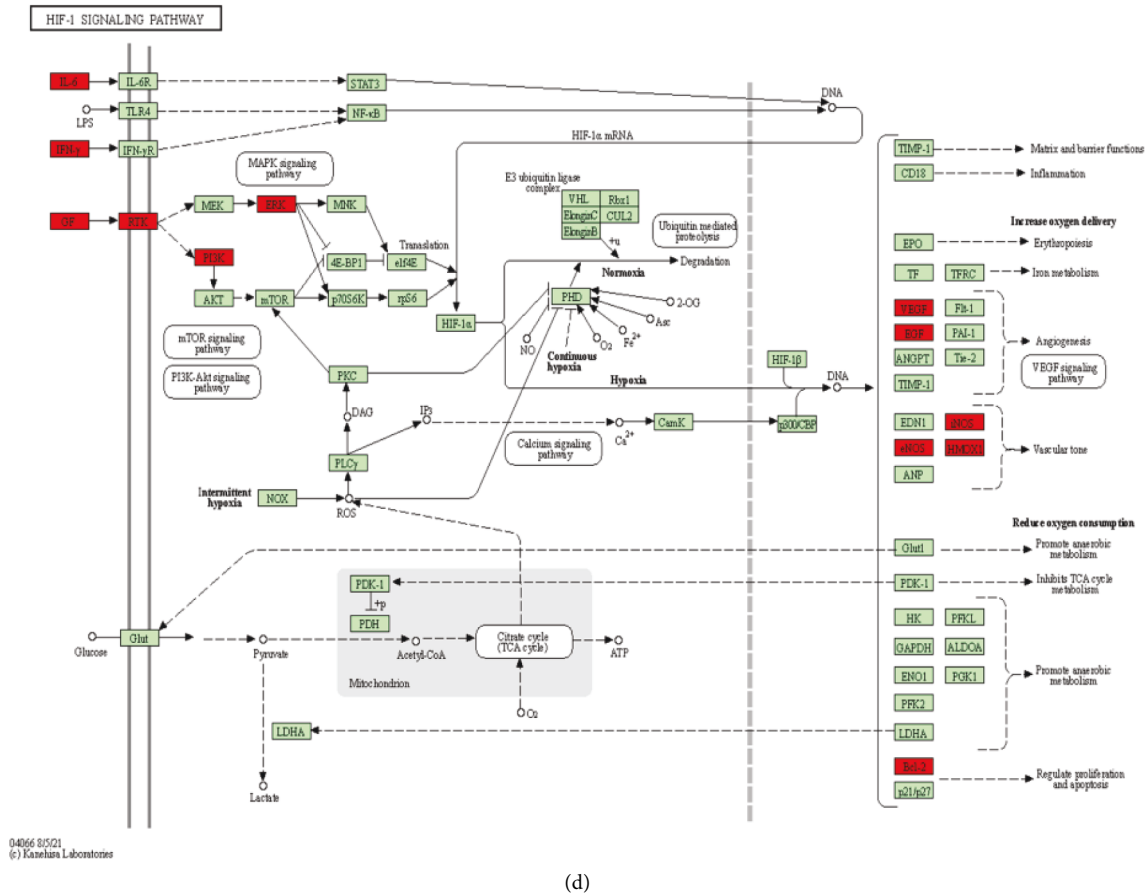 HIF-1 SIGNALING PATHWAY
IL-6
IL-6R
STAT3
DNA
LPS
TLR4
NF-κB
HIF-1α mRNA
IFN-γ
IFN-γR
MAPK signaling
pathway
E3 ubiquitin ligase
complex
VHL
Rbx1
ElonginC
CUL2
ElonginB
+u
Ubiquitin mediated
proteolysis
MEK
ERK
MNK
GF
RTK
Translation
PI3K
4E-BP1
eIf4E
Normoxia
Degradation
AKT
mTOR
p70S6K
rpS6
HIF-1α
PHD
2-OG
Asc
Fe2+
O2
NO
Continuous
hypoxia
mTOR signaling
pathway
PI3K-Akt signaling
pathway
PKC
Hypoxia
HIF-1β
DNA
DAG
IP3
Calcium signaling
pathway
Ca2+
CamK
p300/CBP
PLCγ
Intermittent
hypoxia
NOX
ROS
TIMP-1
Matrix and barrier functions
CD18
Inflammation
Increase oxygen delivery
EPO
Erythropoiesis
TF
TFRC
Iron metabolism
VEGF
Flt-1
EGF
PAI-1
Angiogenesis
ANGPT
Tie-2
VEGF signaling
pathway
TIMP-1
EDN1
iNOS
eNOS
HMOX1
Vascular tone
ANP
Reduce oxygen consumption
Glut1
Promote anaerobic
metabolism
PDK-1
+p
PDH
PDK-1
Inhibits TCA cycle
metabolism
Glucose
Glut
Pyruvate
Acetyl-CoA
Citrate cycle
(TCA cycle)
ATP
Mitochondrion
O2
HK
PFKL
GAPDH
ALDOA
ENO1
PGK1
Promote anaerobic
metabolism
PFK2
LDHA
LDHA
Lactate
Bcl-2
p21/p27
Regulate proliferation
and apoptosis
04066 8/5/21
(c) Kanehisa Laboratories
(d)